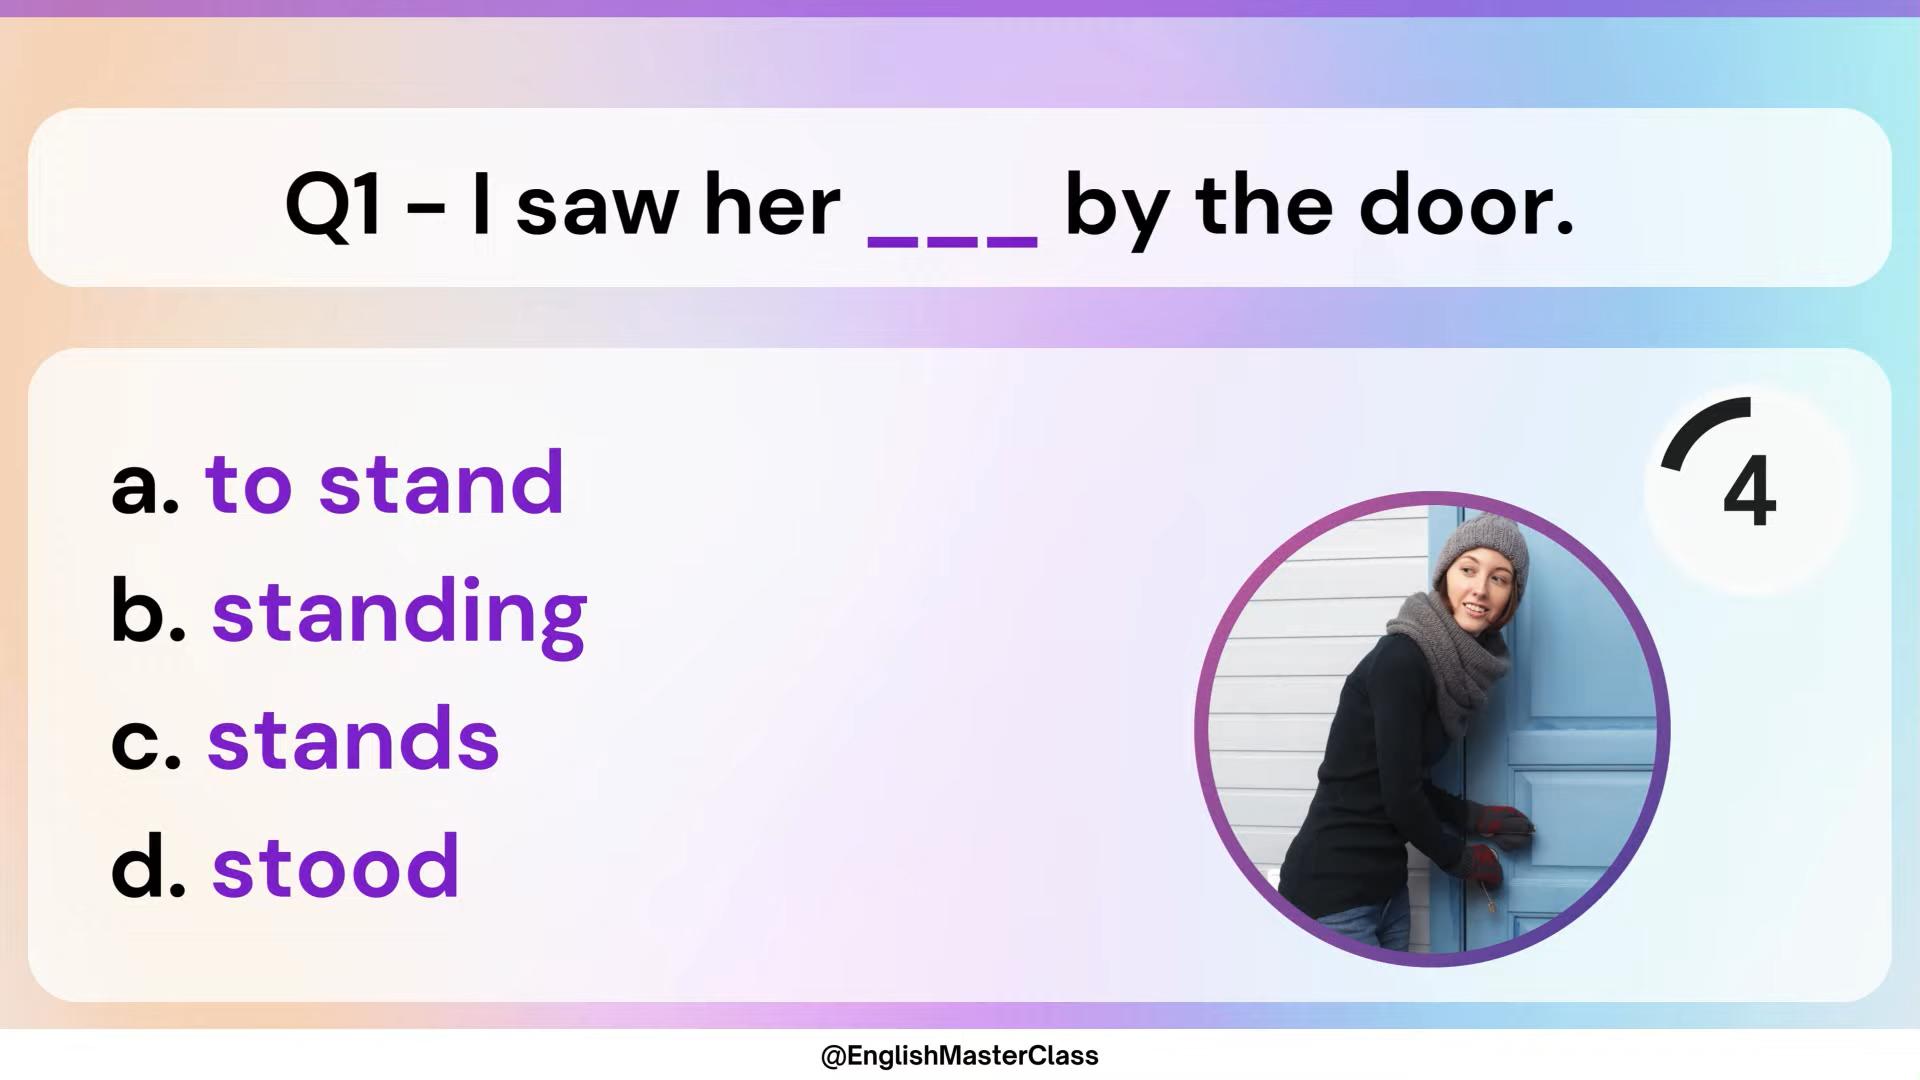 Q1 - I saw her ___ by the door.
a. to stand
b. standing
c. stands
d. stood
4
@EnglishMasterClass